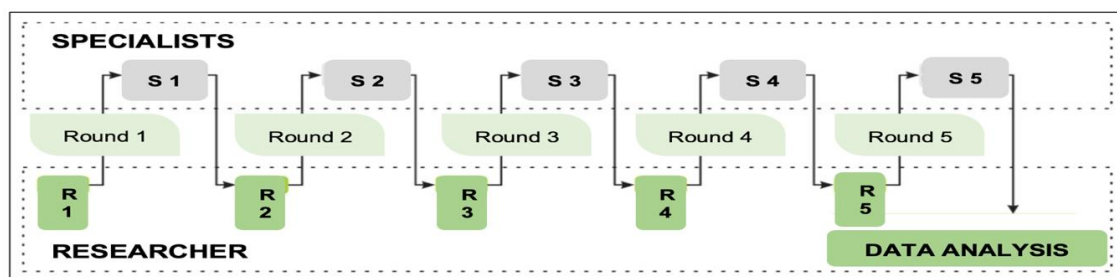 SPECIALISTS
S 1
S 2
S 3
S 4
S 5
Round 1
Round 2
Round 3
Round 4
Round 5
R
1
R
2
R
3
R
4
R
5
RESEARCHER
DATA ANALYSIS